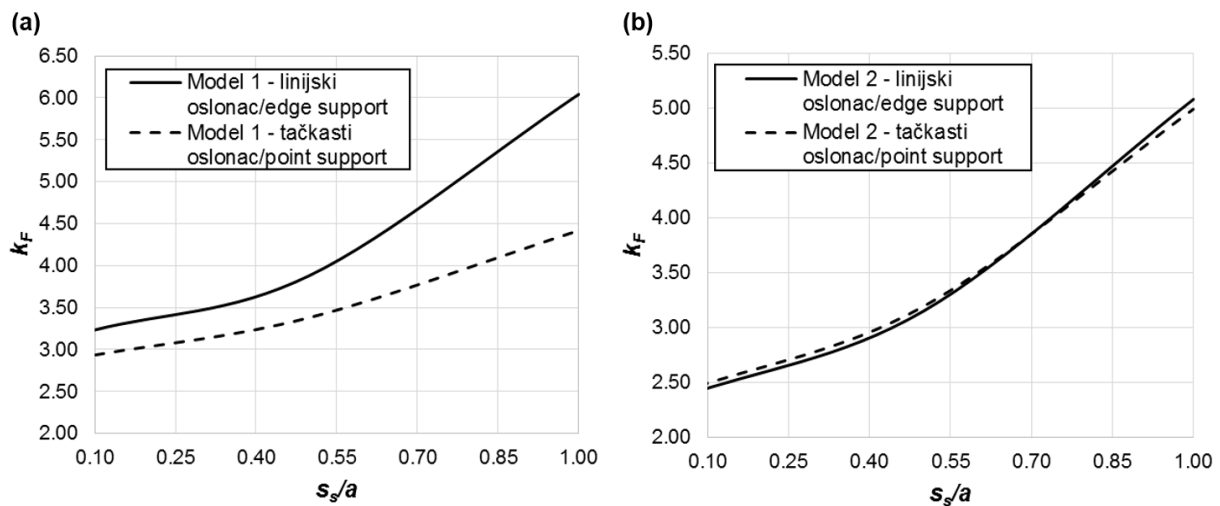 (a)
6.50
6.00
5.50
5.00
4.50
4.00
3.50
3.00
2.50
2.00
k_F
Model 1 - linijski
oslonac/edge support
Model 1 - tačkasti
oslonac/point support
0.10 0.25 0.40 0.55 0.70 0.85 1.00
s_s/a
(b)
5.50
5.00
4.50
4.00
3.50
3.00
2.50
2.00
k_F
Model 2 - linijski
oslonac/edge support
Model 2 - tačkasti
oslonac/point support
0.10 0.25 0.40 0.55 0.70 0.85 1.00
s_s/a